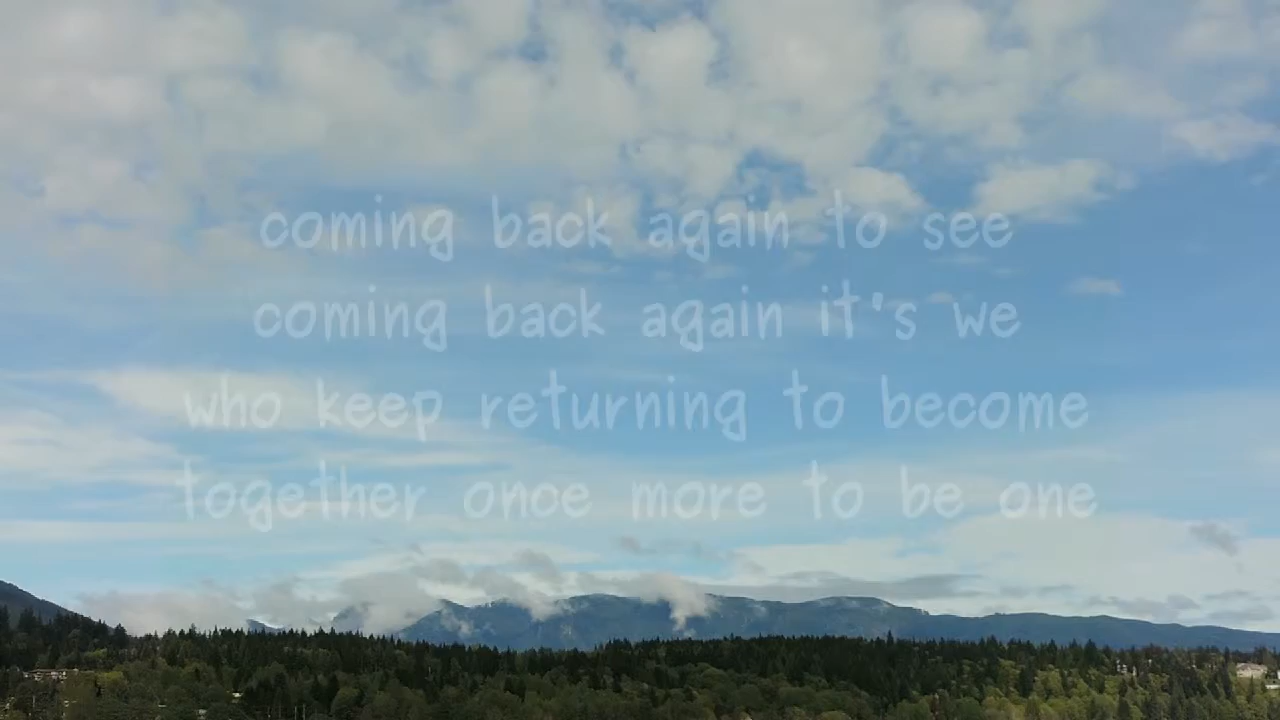 coming back again to see
coming back again it's we
who keep returning to become
together once more to be one